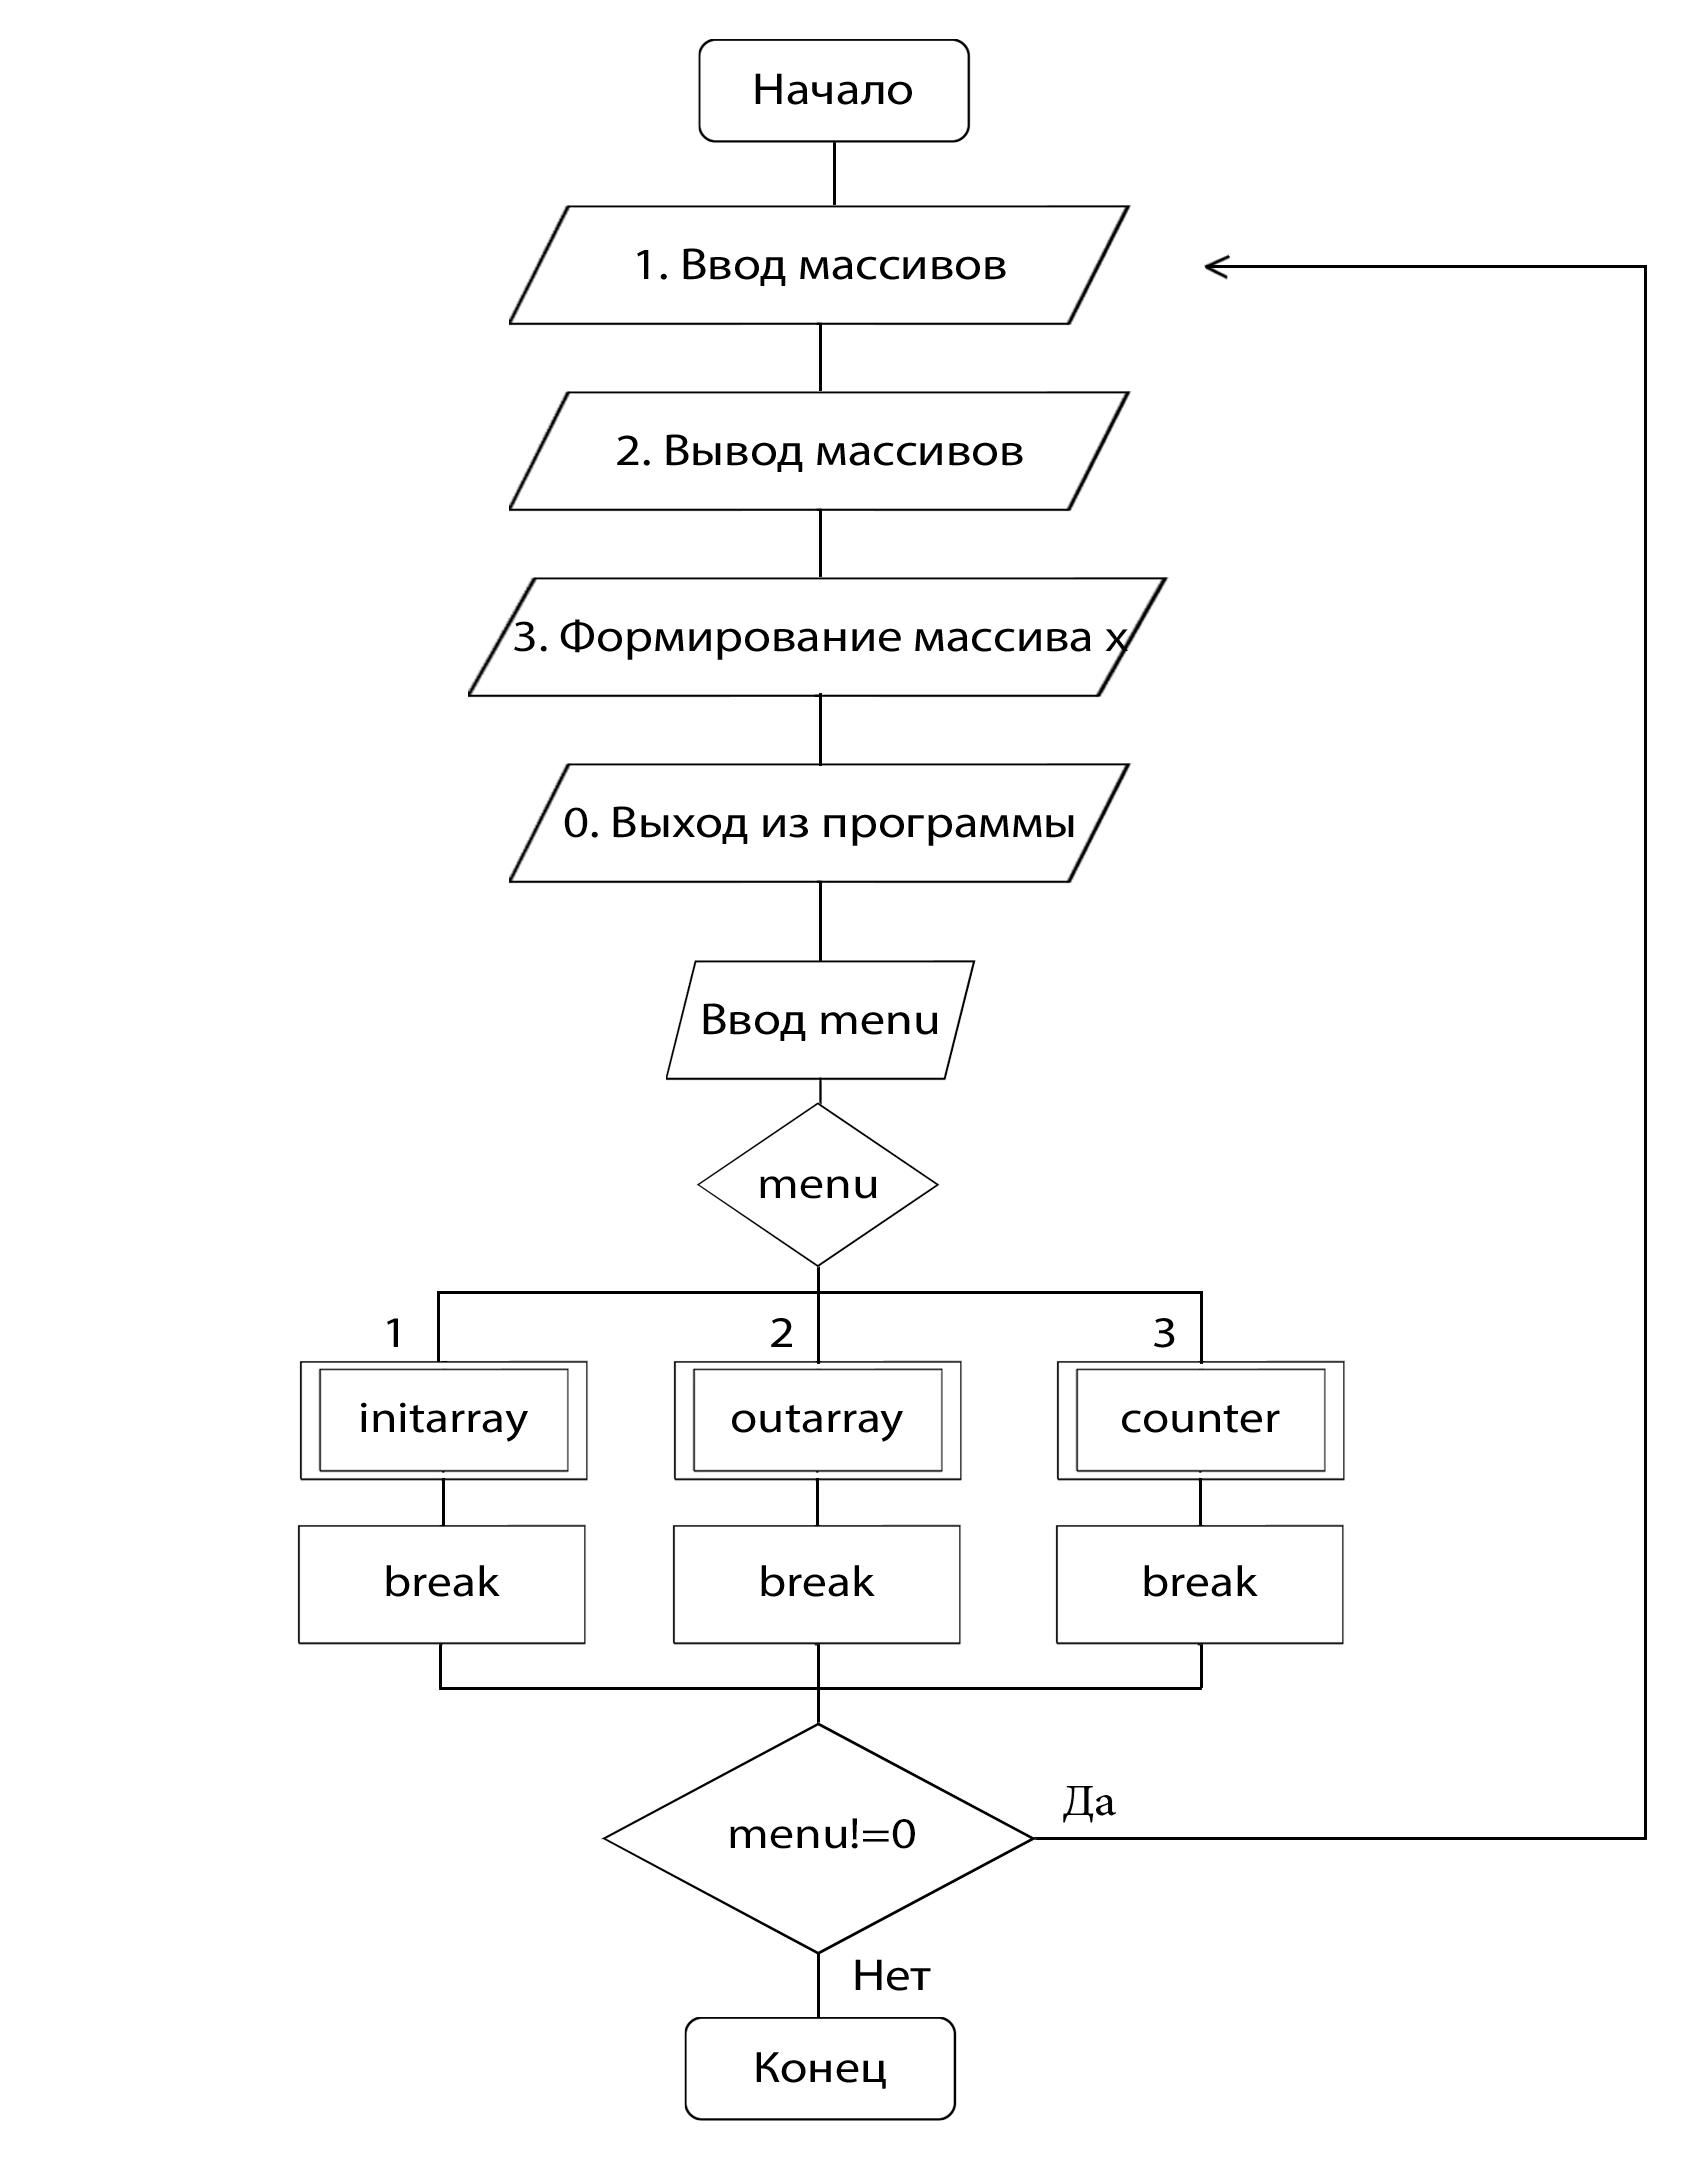 Начало
1. Ввод массивов
2. Вывод массивов
3. Формирование массива x
0. Выход из программы
Ввод menu
menu
1
2
3
initarray
outarray
counter
break
break
break
menu!=0
Да
Нет
Конец